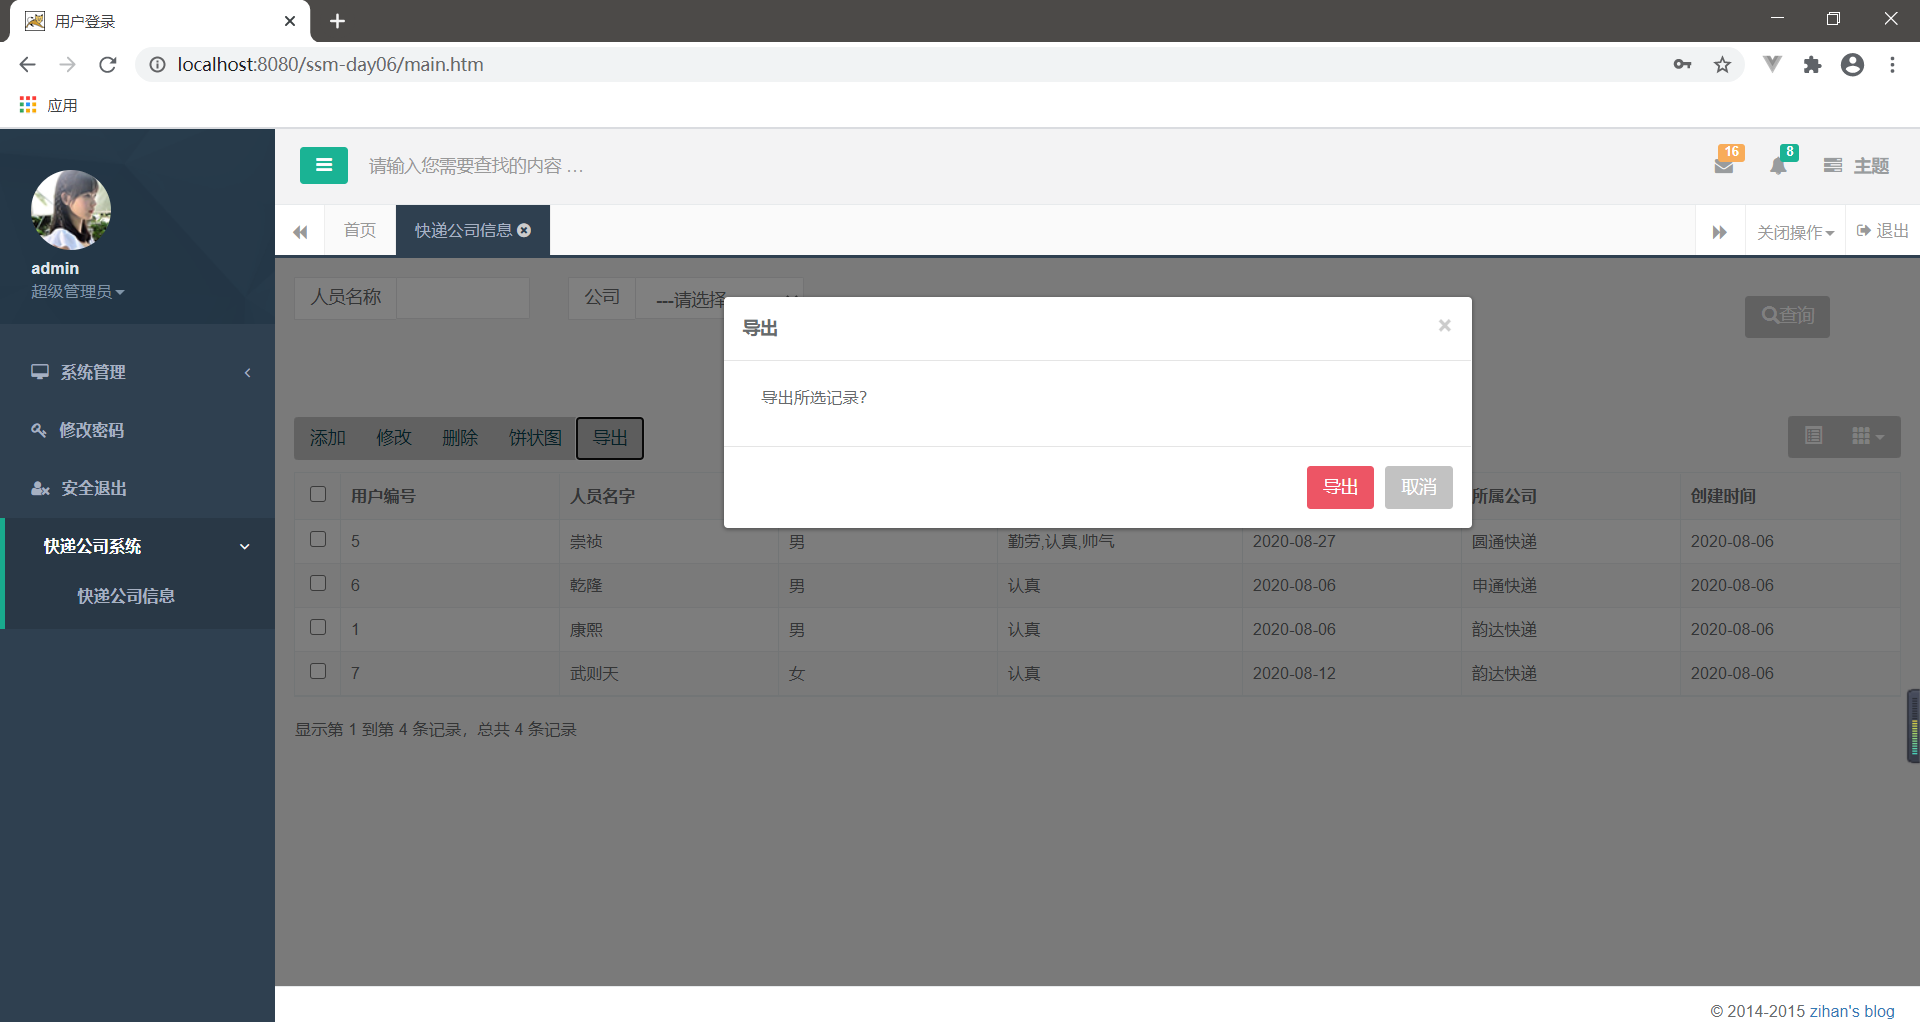 用户登录
localhost:8080/ssm-day06/main.htm
应用
请输入您需要查找的内容 …
16
8
主题
首页
快递公司信息
关闭操作
退出
admin
超级管理员
系统管理
修改密码
安全退出
快递公司系统
快递公司信息
人员名称
公司
---请选择
查询
导出
×
导出所选记录?
导出 取消
添加 修改 删除 饼状图 导出
用户编号 人员名字 所属公司 创建时间
5 崇祯 男 勤劳,认真,帅气 2020-08-27 圆通快递 2020-08-06
6 乾隆 男 认真 2020-08-06 申通快递 2020-08-06
1 康熙 男 认真 2020-08-06 韵达快递 2020-08-06
7 武则天 女 认真 2020-08-12 韵达快递 2020-08-06
显示第 1 到第 4 条记录，总共 4 条记录
© 2014-2015 zihan's blog